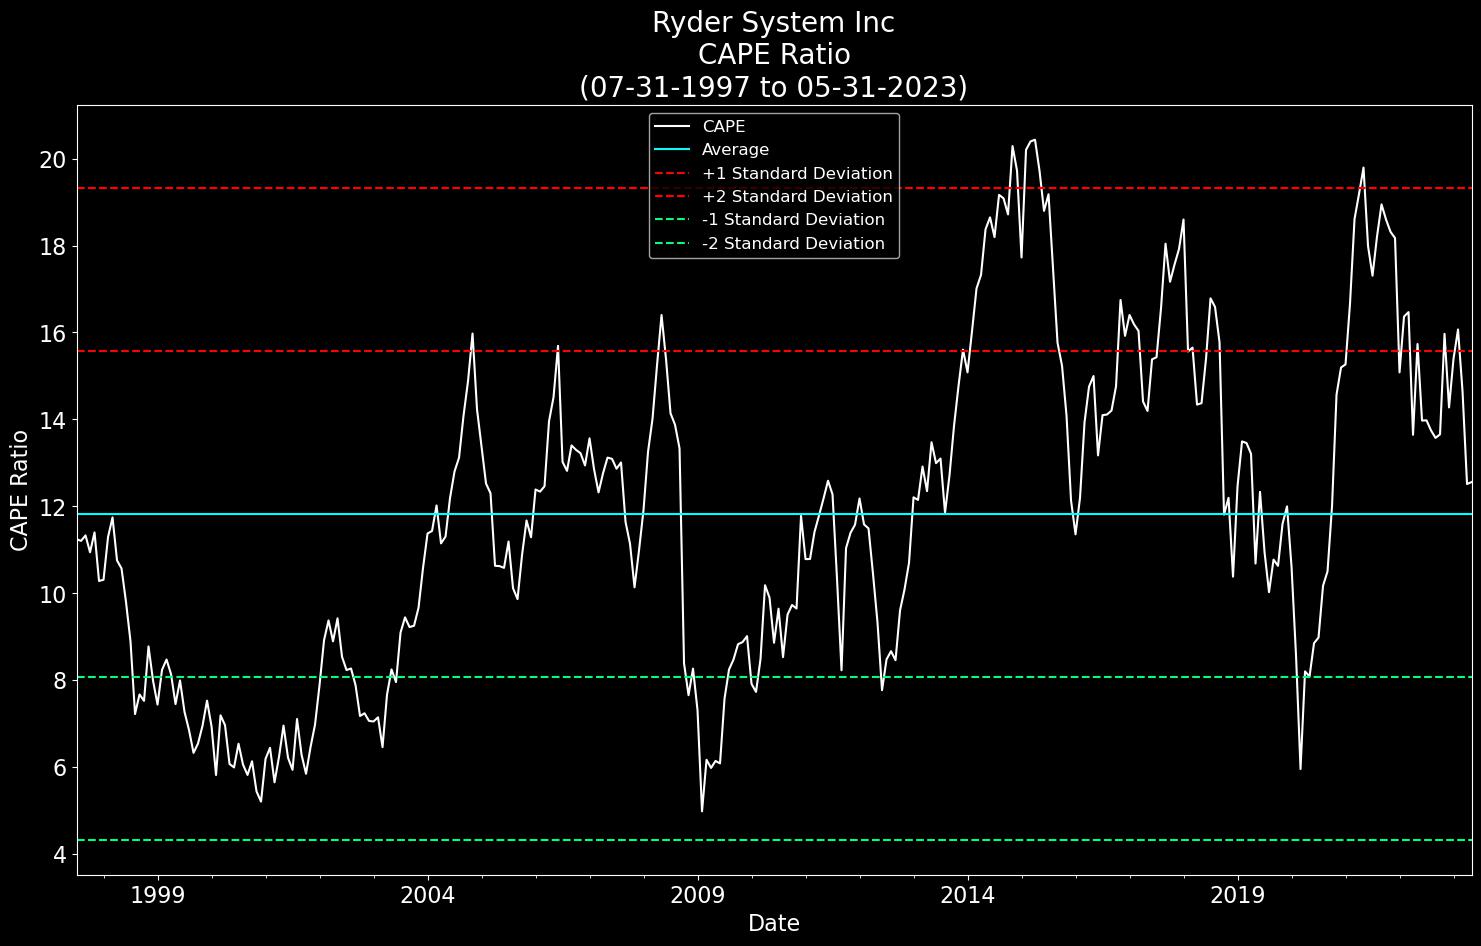 Ryder System Inc
CAPE Ratio
(07-31-1997 to 05-31-2023)
CAPE
Average
+1 Standard Deviation
+2 Standard Deviation
-1 Standard Deviation
-2 Standard Deviation
20
18
16
14
12
10
8
6
4
CAPE Ratio
1999 2004 2009 2014 2019
Date